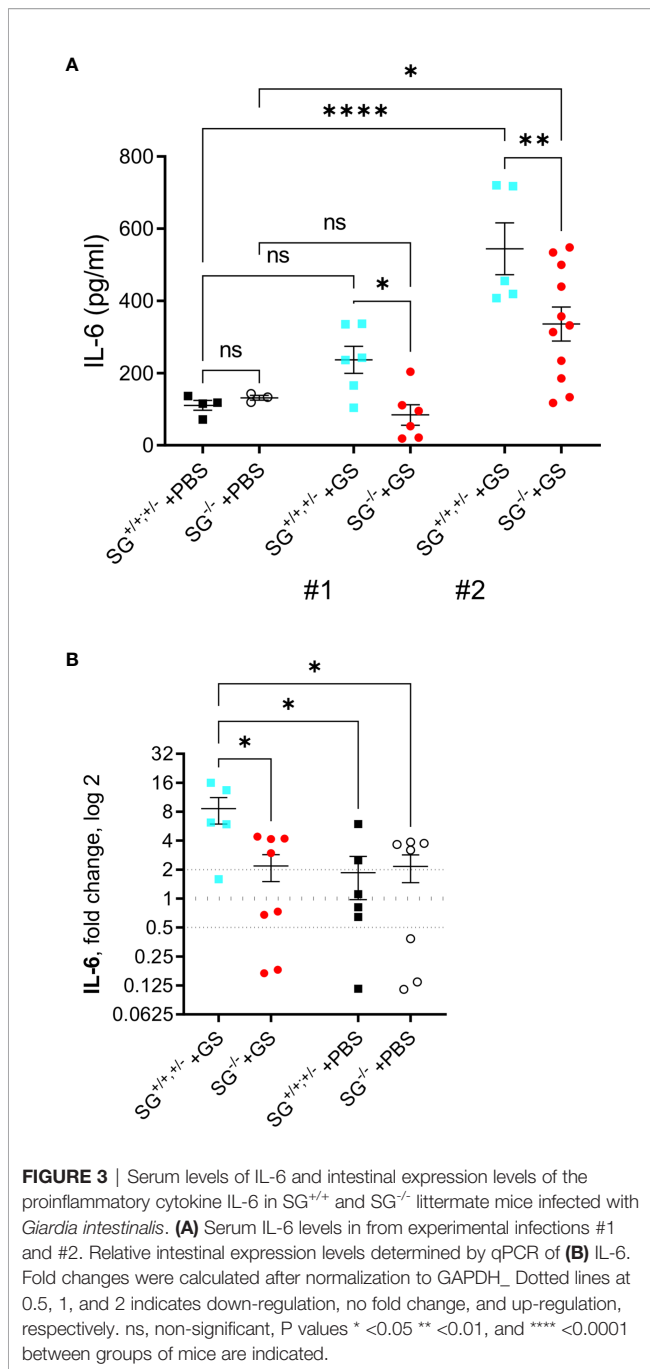 A
*
****
**
800
ns
600
ns
*
400
ns
200
0
IL-6 (pg/ml)
SG+/+;+/- +PBS
SG-/- +PBS
SG+/+,+/- +GS
SG-/- +GS
SG+/+,+/- +GS
SG-/- +GS
#1
#2
B
*
*
*
32
16
8
4
2
1
0.5
0.25
0.125
0.0625
IL-6, fold change, log 2
SG+/+,+/- +GS
SG-/- +GS
SG+/+;+/- +PBS
SG-/- +PBS
FIGURE 3 | Serum levels of IL-6 and intestinal expression levels of the
proinflammatory cytokine IL-6 in SG+/+ and SG-/- littermate mice infected with
Giardia intestinalis. (A) Serum IL-6 levels in from experimental infections #1
and #2. Relative intestinal expression levels determined by qPCR of (B) IL-6.
Fold changes were calculated after normalization to GAPDH_ Dotted lines at
0.5, 1, and 2 indicates down-regulation, no fold change, and up-regulation,
respectively. ns, non-significant, P values * <0.05 ** <0.01, and **** <0.0001
between groups of mice are indicated.